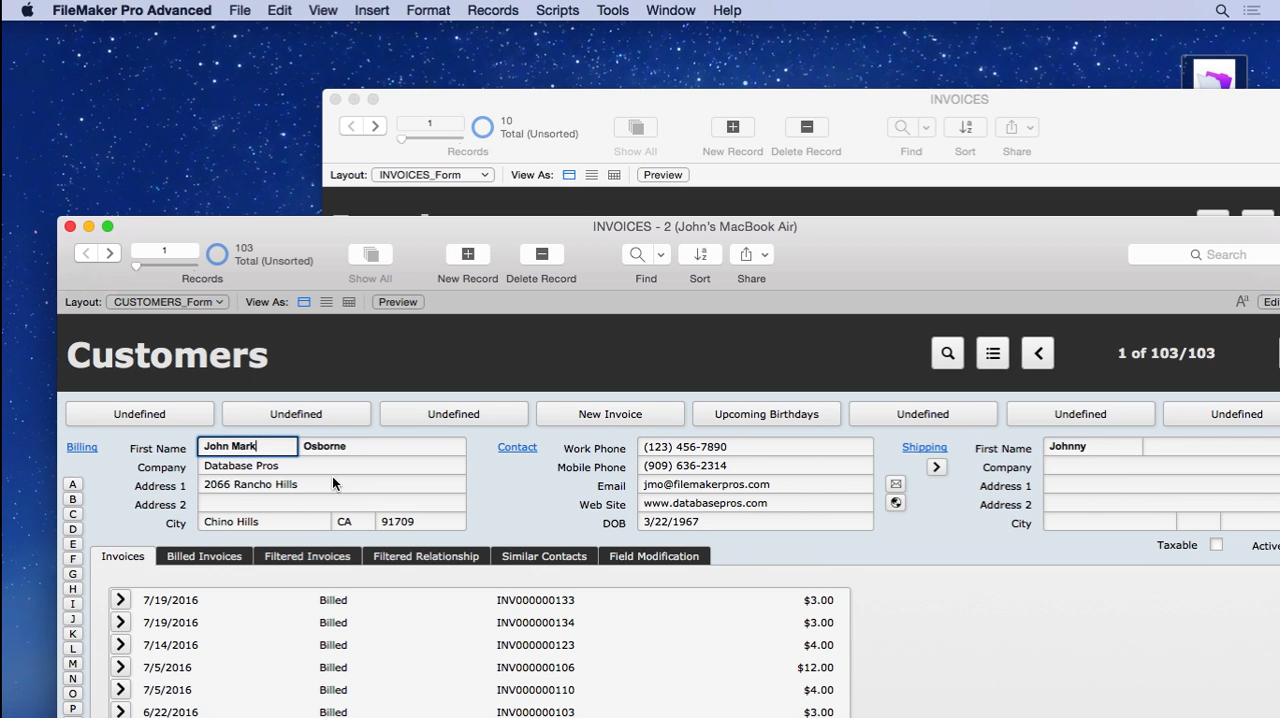 FileMaker Pro Advanced File Edit View Insert Format Records Scripts Tools Window Help
INVOICES
1 10 Total (Unsorted)
Records Show All New Record Delete Record Find Sort Share
Layout: INVOICES_Form View As: Preview
INVOICES - 2 (John's MacBook Air)
1 103 Total (Unsorted) Search
Records Show All New Record Delete Record Find Sort Share
Layout: CUSTOMERS_Form View As: Preview Aa Edi
Customers 1 of 103/103
Undefined Undefined Undefined New Invoice Upcoming Birthdays Undefined Undefined Undefined
Billing First Name John Mark Osborne Contact Work Phone (123) 456-7890 Shipping First Name Johnny
Company Database Pros Mobile Phone (909) 636-2314 Company
Address 1 2066 Rancho Hills Email jmo@filemakerpros.com Address 1
Address 2 Web Site www.databasepros.com Address 2
City Chino Hills CA 91709 DOB 3/22/1967 City
Taxable Active
Invoices Billed Invoices Filtered Invoices Filtered Relationship Similar Contacts Field Modification
A
B
C
D
E
F
G
H
I
J
K
L
M
N
O
P
7/19/2016 Billed INV000000133 $3.00
7/19/2016 Billed INV000000134 $3.00
7/14/2016 Billed INV000000123 $4.00
7/5/2016 Billed INV000000106 $12.00
7/5/2016 Billed INV000000110 $4.00
6/22/2016 Billed INV000000103 $3.00